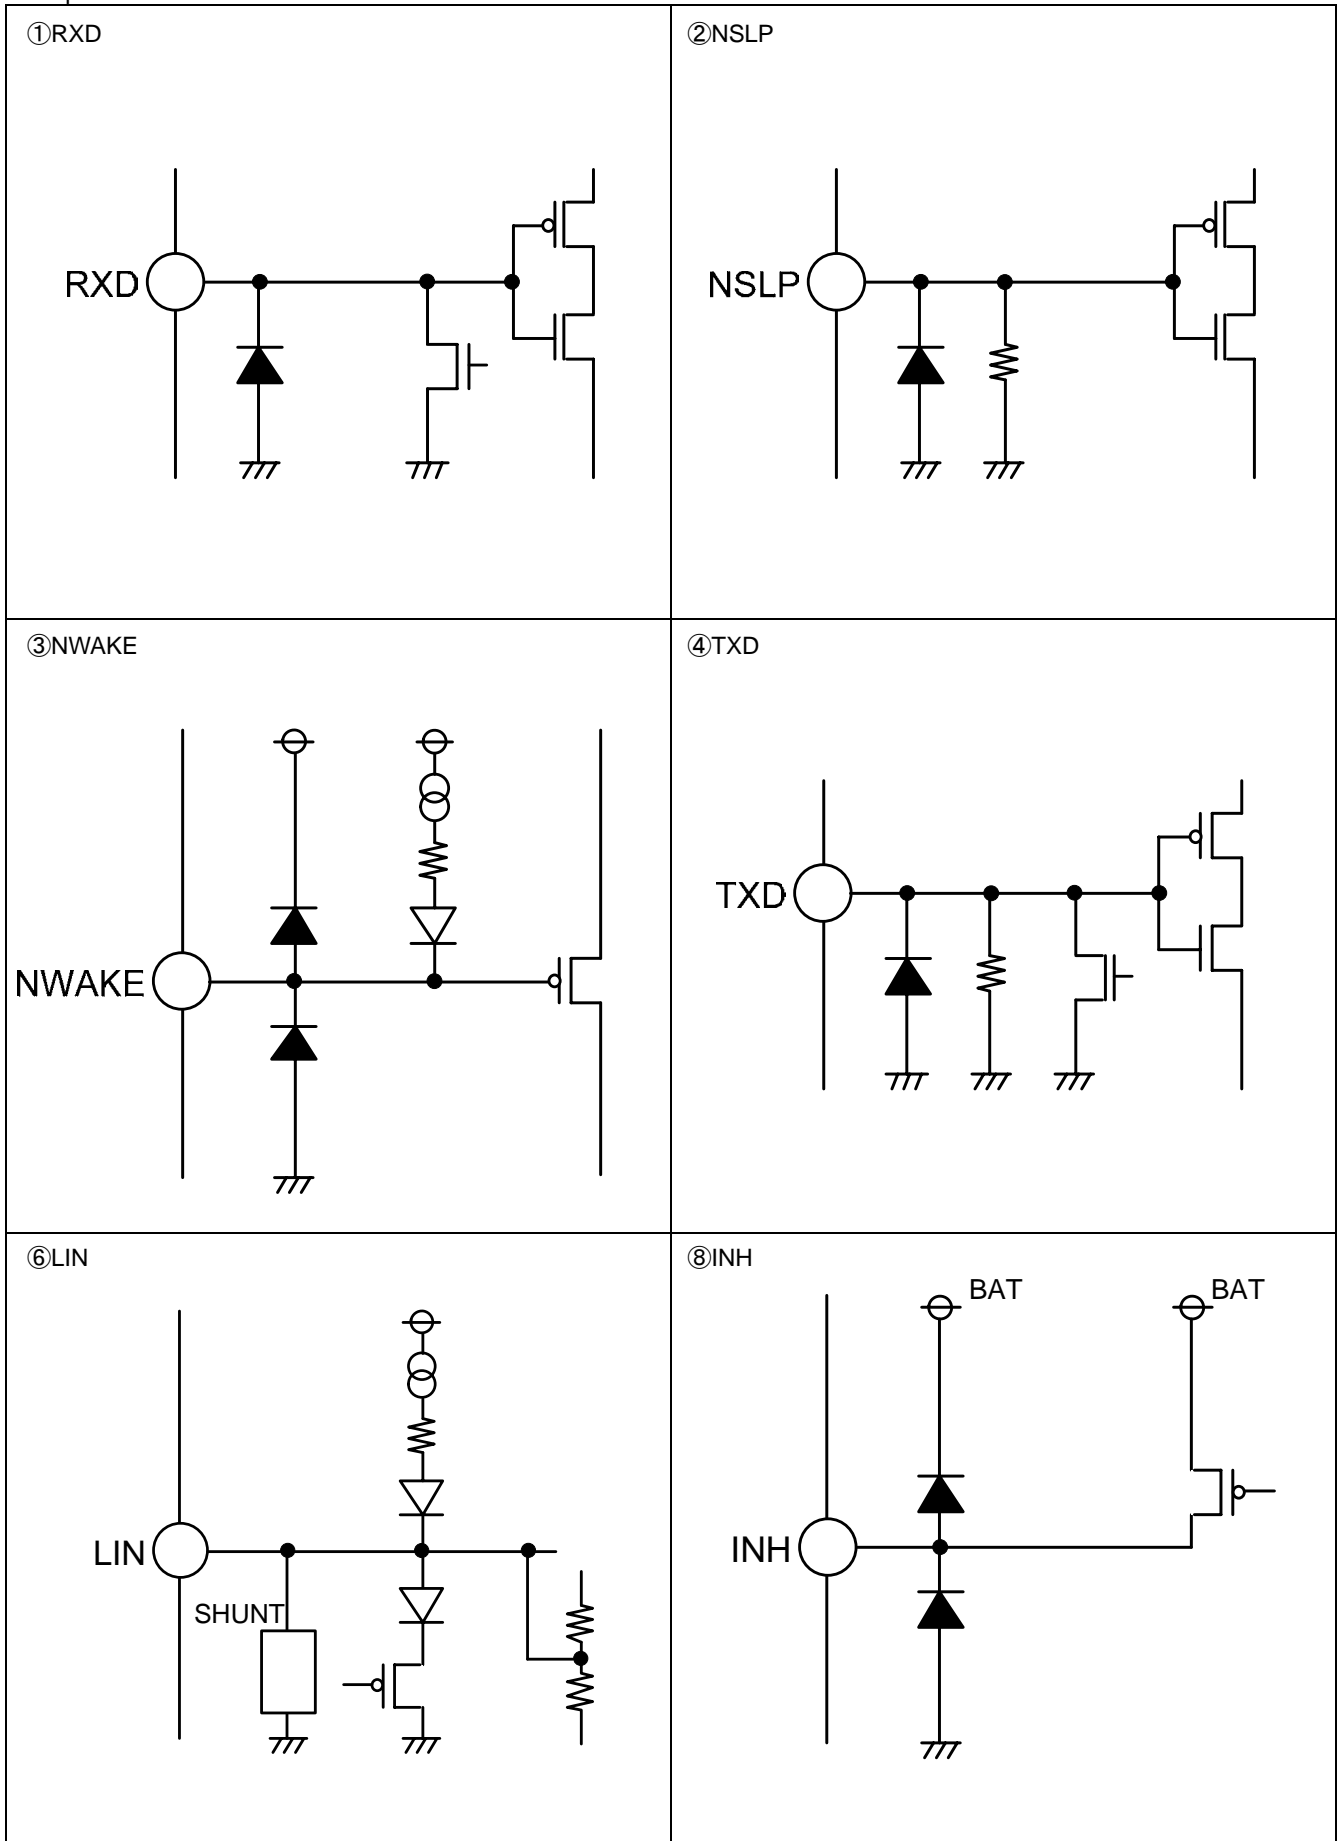 ①RXD
RXD
②NSLP
NSLP
③NWAKE
NWAKE
④TXD
TXD
⑥LIN
LIN
SHUNT
⑧INH
BAT
BAT
INH